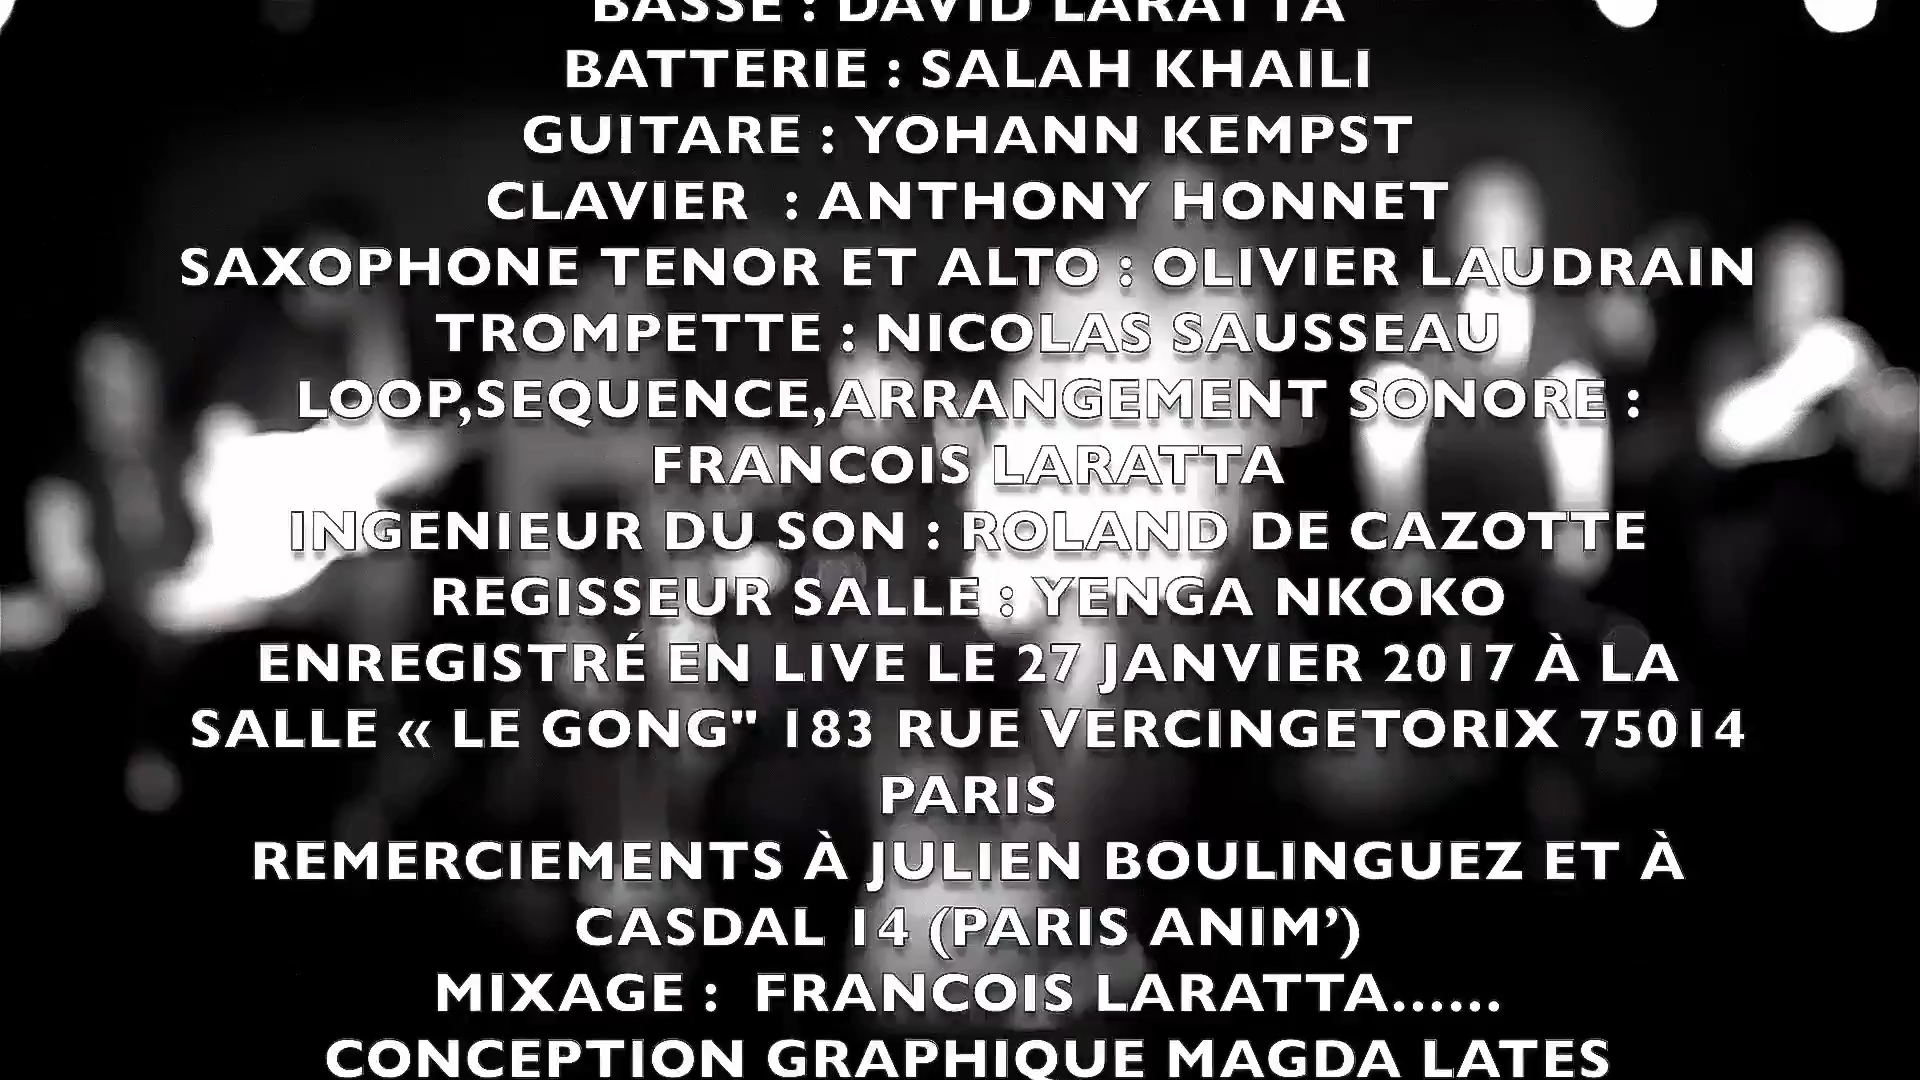 BASSE : DAVID LARATTA
BATTERIE : SALAH KHAILI
GUITARE : YOHANN KEMPST
CLAVIER  : ANTHONY HONNET
SAXOPHONE TENOR ET ALTO : OLIVIER LAUDRAIN
TROMPETTE : NICOLAS SAUSSEAU
LOOP,SEQUENCE,ARRANGEMENT SONORE :
FRANCOIS LARATTA
INGENIEUR DU SON : ROLAND DE CAZOTTE
REGISSEUR SALLE : YENGA NKOKO
ENREGISTRÉ EN LIVE LE 27 JANVIER 2017 À LA
SALLE « LE GONG" 183 RUE VERCINGETORIX 75014
PARIS
REMERCIEMENTS À JULIEN BOULINGUEZ ET À
CASDAL 14 (PARIS ANIM’)
MIXAGE :  FRANCOIS LARATTA......
CONCEPTION GRAPHIQUE MAGDA LATES